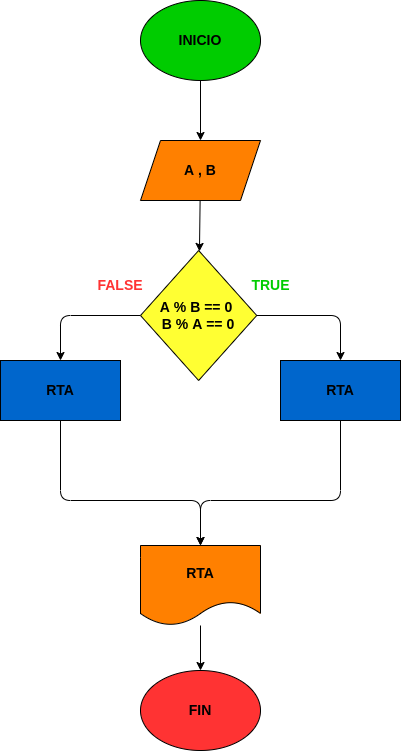 INICIO
A , B
FALSE
TRUE
A % B == 0
B % A == 0
RTA
RTA
RTA
FIN